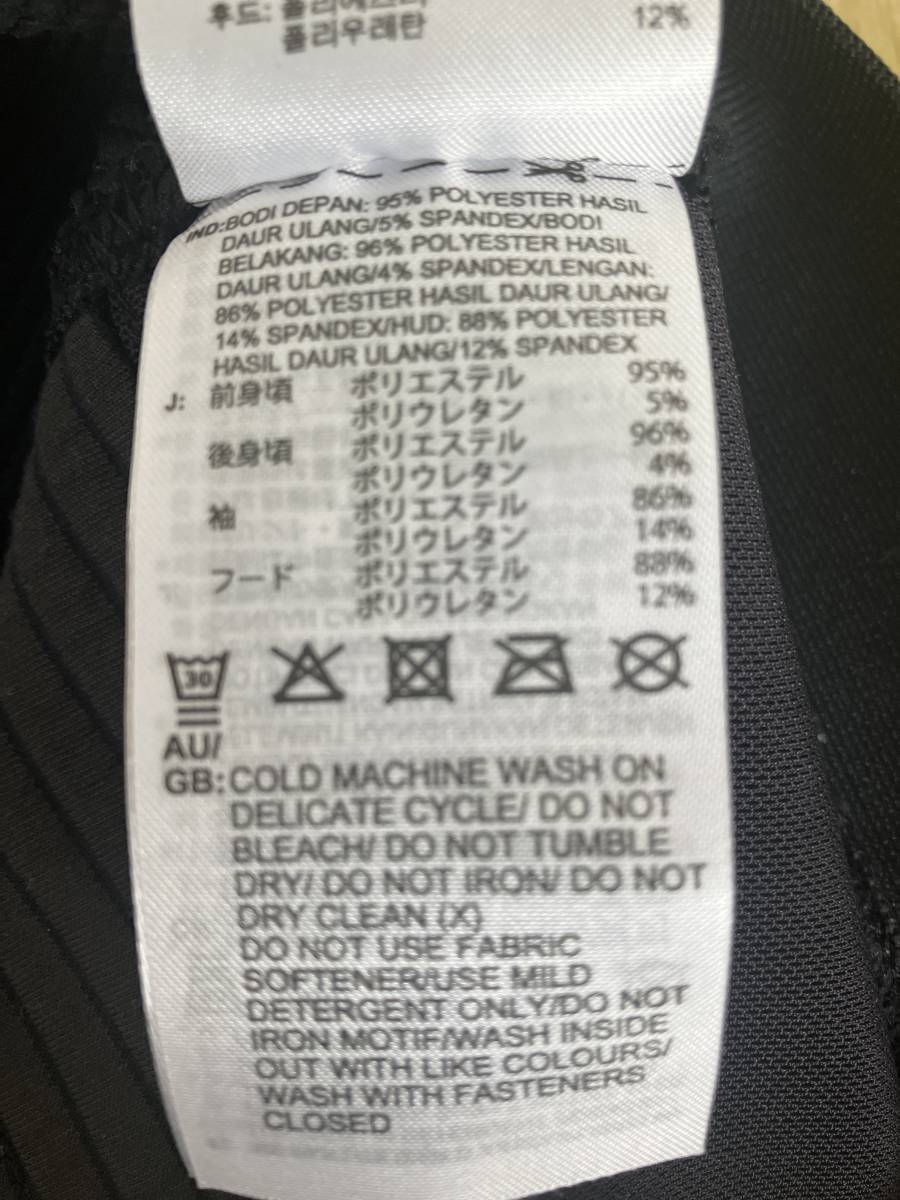 후드: 폴리에스터
폴리우레탄 12%
IND:BODI DEPAN: 95% POLYESTER HASIL
DAUR ULANG/5% SPANDEX/BODI
BELAKANG: 96% POLYESTER HASIL
DAUR ULANG/4% SPANDEX/LENGAN:
86% POLYESTER HASIL DAUR ULANG/
14% SPANDEX/HUD: 88% POLYESTER
HASIL DAUR ULANG/12% SPANDEX
J: 前身頃 ポリエステル 95%
ポリウレタン 5%
後身頃 ポリエステル 96%
ポリウレタン 4%
袖 ポリエステル 86%
ポリウレタン 14%
フード ポリエステル 88%
ポリウレタン 12%
30
AU/
GB:COLD MACHINE WASH ON
DELICATE CYCLE/ DO NOT
BLEACH/ DO NOT TUMBLE
DRY/ DO NOT IRON/ DO NOT
DRY CLEAN (X)
DO NOT USE FABRIC
SOFTENER/USE MILD
DETERGENT ONLY/DO NOT
IRON MOTIF/WASH INSIDE
OUT WITH LIKE COLOURS/
WASH WITH FASTENERS
CLOSED